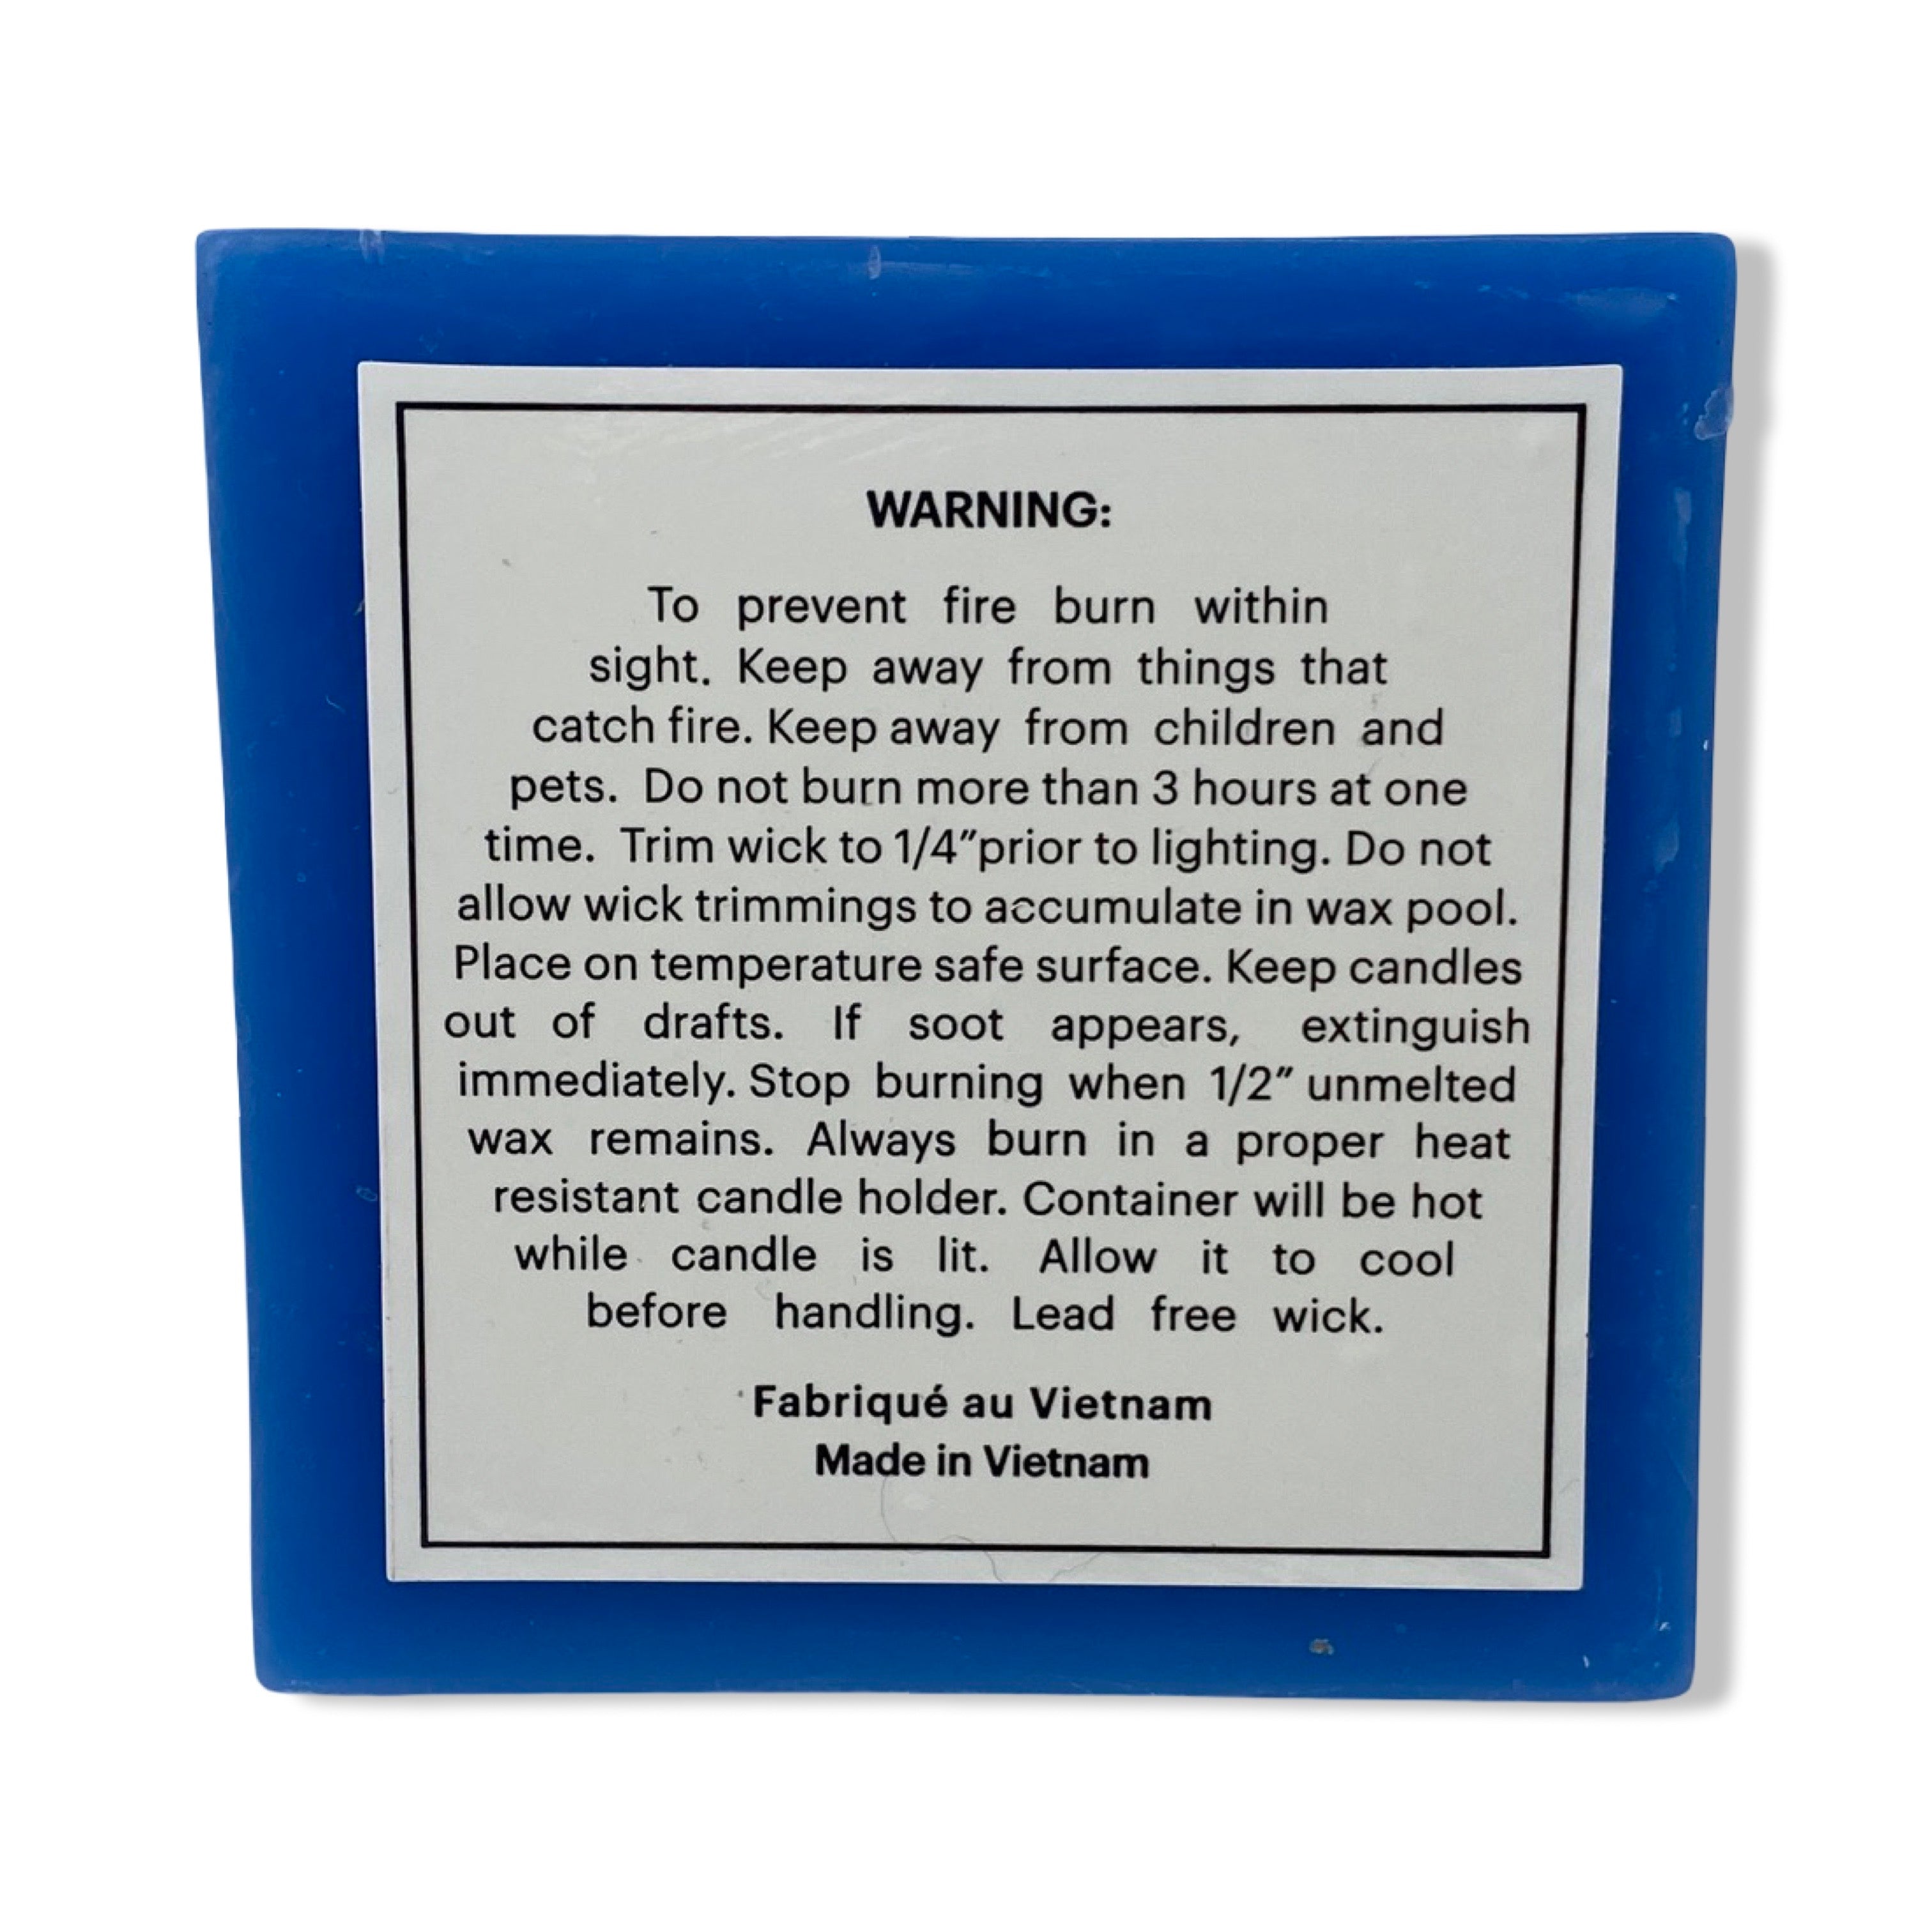 WARNING:
To prevent fire burn within
sight. Keep away from things that
catch fire. Keep away from children and
pets. Do not burn more than 3 hours at one
time. Trim wick to 1/4”prior to lighting. Do not
allow wick trimmings to accumulate in wax pool.
Place on temperature safe surface. Keep candles
out of drafts. If soot appears, extinguish
immediately. Stop burning when 1/2” unmelted
wax remains. Always burn in a proper heat
resistant candle holder. Container will be hot
while candle is lit. Allow it to cool
before handling. Lead free wick.
Fabriqué au Vietnam
Made in Vietnam